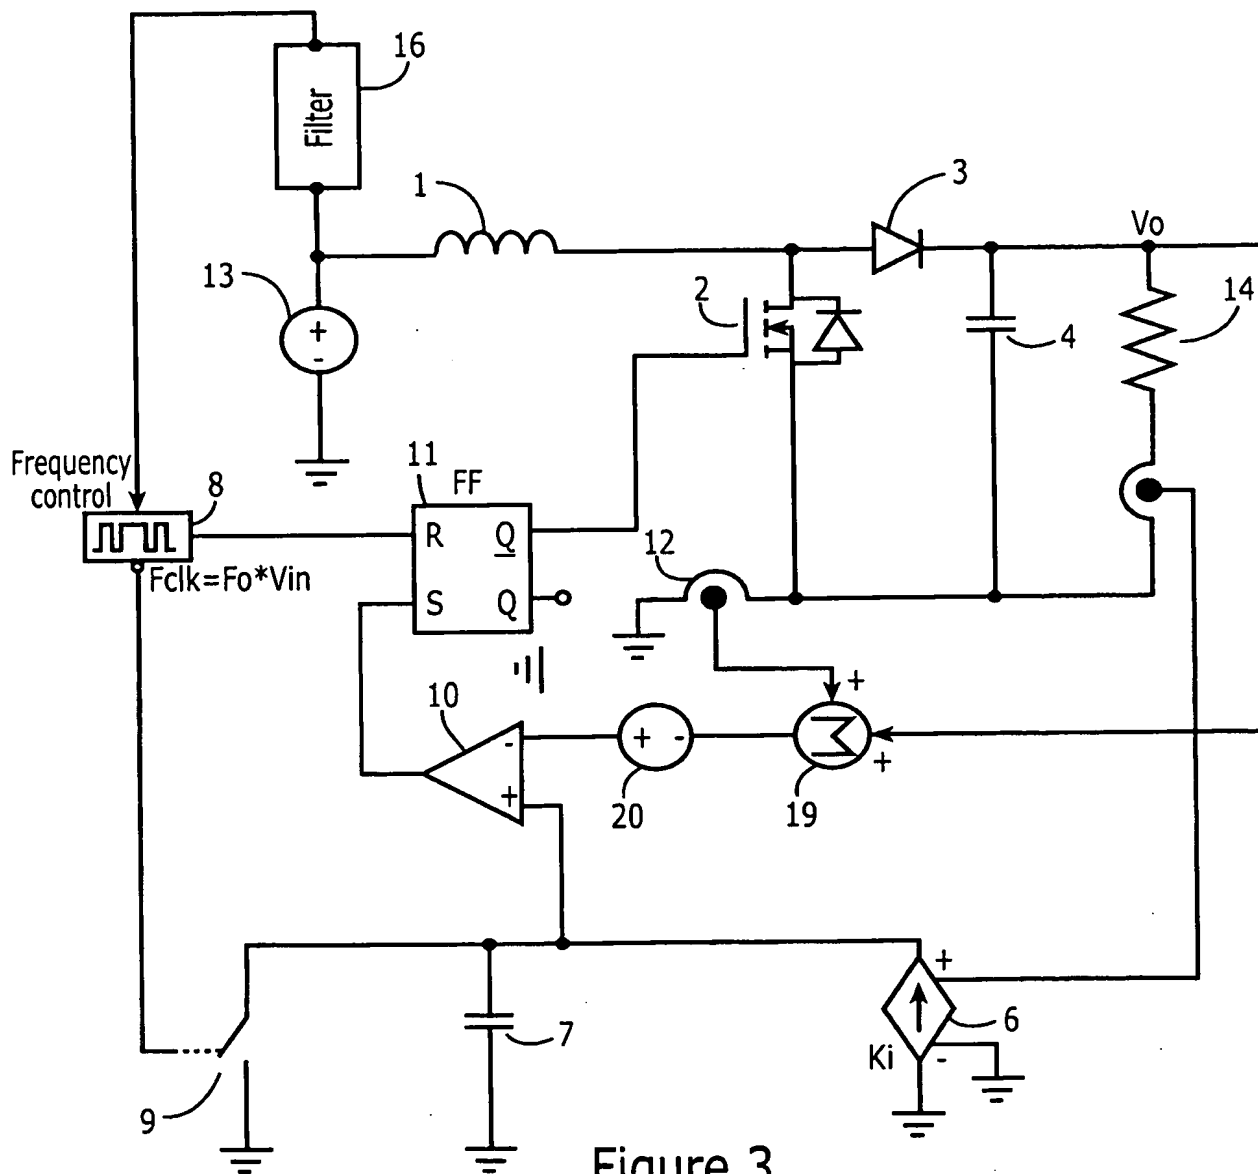 16
Filter
1
3
Vo
13
2
14
+
-
4
Frequency
control
8
11
FF
R
Q
12
Fclk=Fo*Vin
S
Q
10
+
-
+
-
Σ
+
+
20
19
+
6
7
Ki
-
9
Figure 3